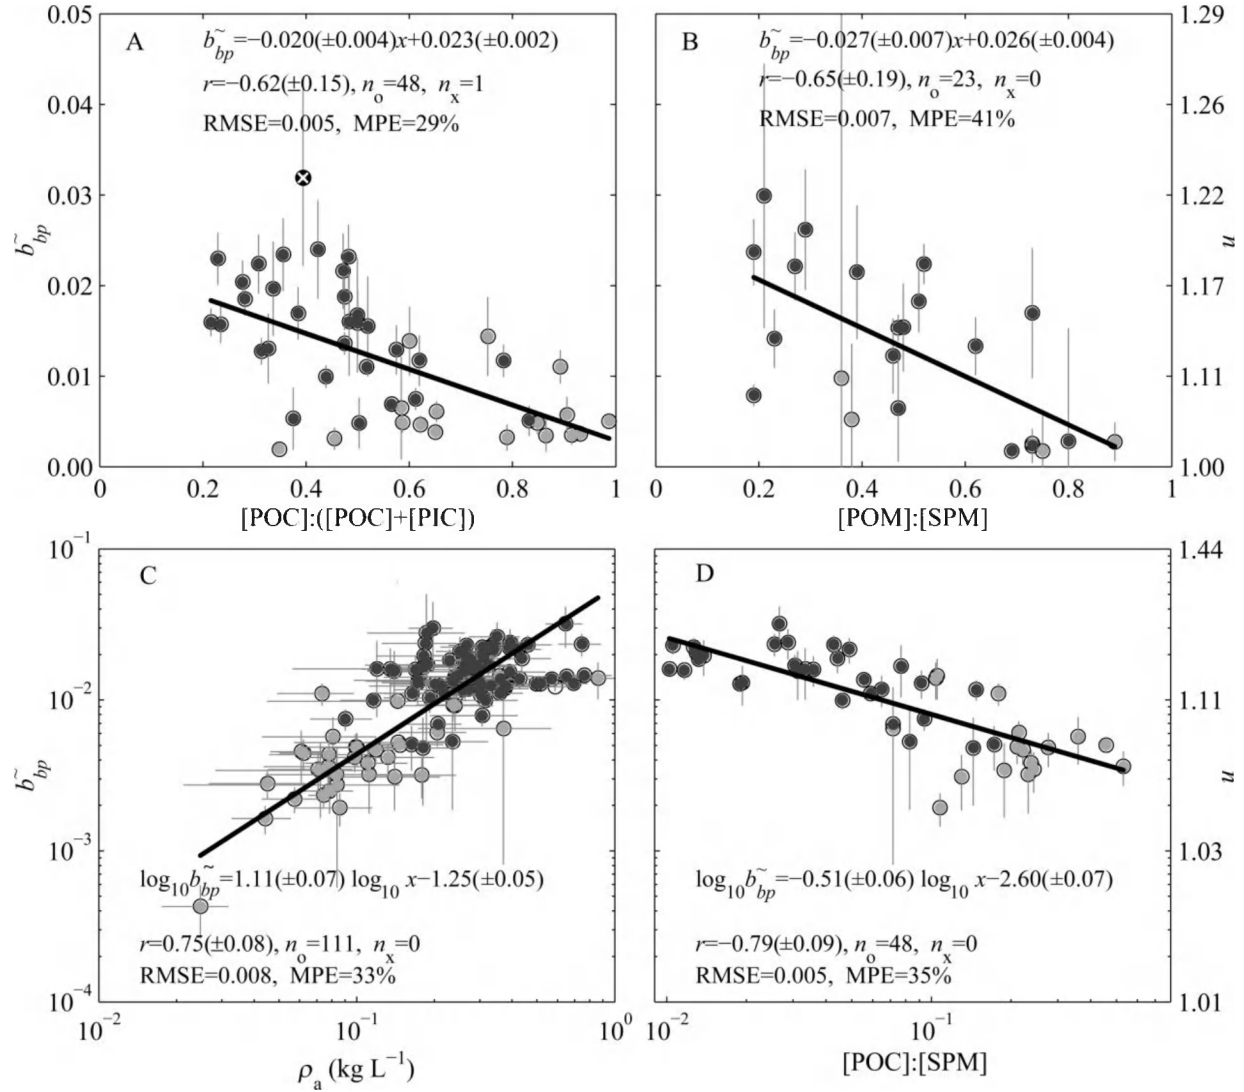 A
b̃bp=−0.020(±0.004)x+0.023(±0.002)
r=−0.62(±0.15), no=48, nx=1
RMSE=0.005, MPE=29%
0.05
0.04
0.03
0.02
0.01
0.00
b̃bp
0
0.2
0.4
0.6
0.8
1
[POC]:([POC]+[PIC])
B
b̃bp=−0.027(±0.007)x+0.026(±0.004)
r=−0.65(±0.19), no=23, nx=0
RMSE=0.007, MPE=41%
1.29
1.26
1.22
1.17
1.11
1.00
n
0
0.2
0.4
0.6
0.8
1
[POM]:[SPM]
C
10⁻¹
10⁻²
10⁻³
10⁻⁴
b̃bp
log₁₀b̃bp=1.11(±0.07) log₁₀ x−1.25(±0.05)
r=0.75(±0.08), no=111, nx=0
RMSE=0.008, MPE=33%
10⁻²
10⁻¹
10⁰
ρa (kg L⁻¹)
D
1.44
1.11
1.03
1.01
n
log₁₀b̃bp=−0.51(±0.06) log₁₀ x−2.60(±0.07)
r=−0.79(±0.09), no=48, nx=0
RMSE=0.005, MPE=35%
10⁻²
10⁻¹
[POC]:[SPM]